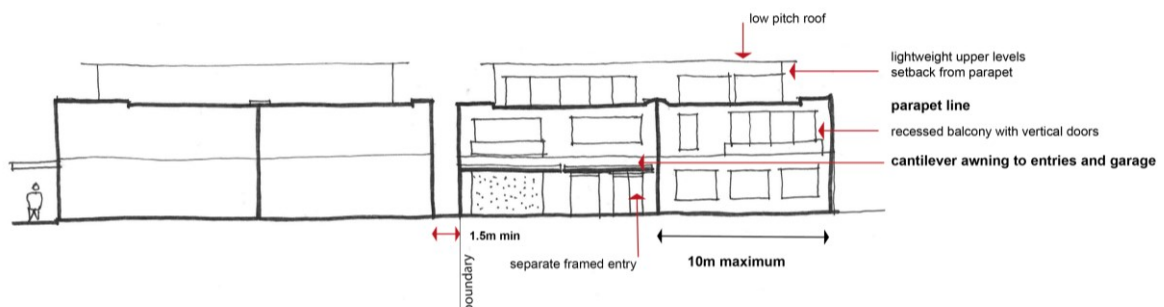 low pitch roof
lightweight upper levels
setback from parapet
parapet line
recessed balcony with vertical doors
cantilever awning to entries and garage
1.5m min
separate framed entry
10m maximum
boundary